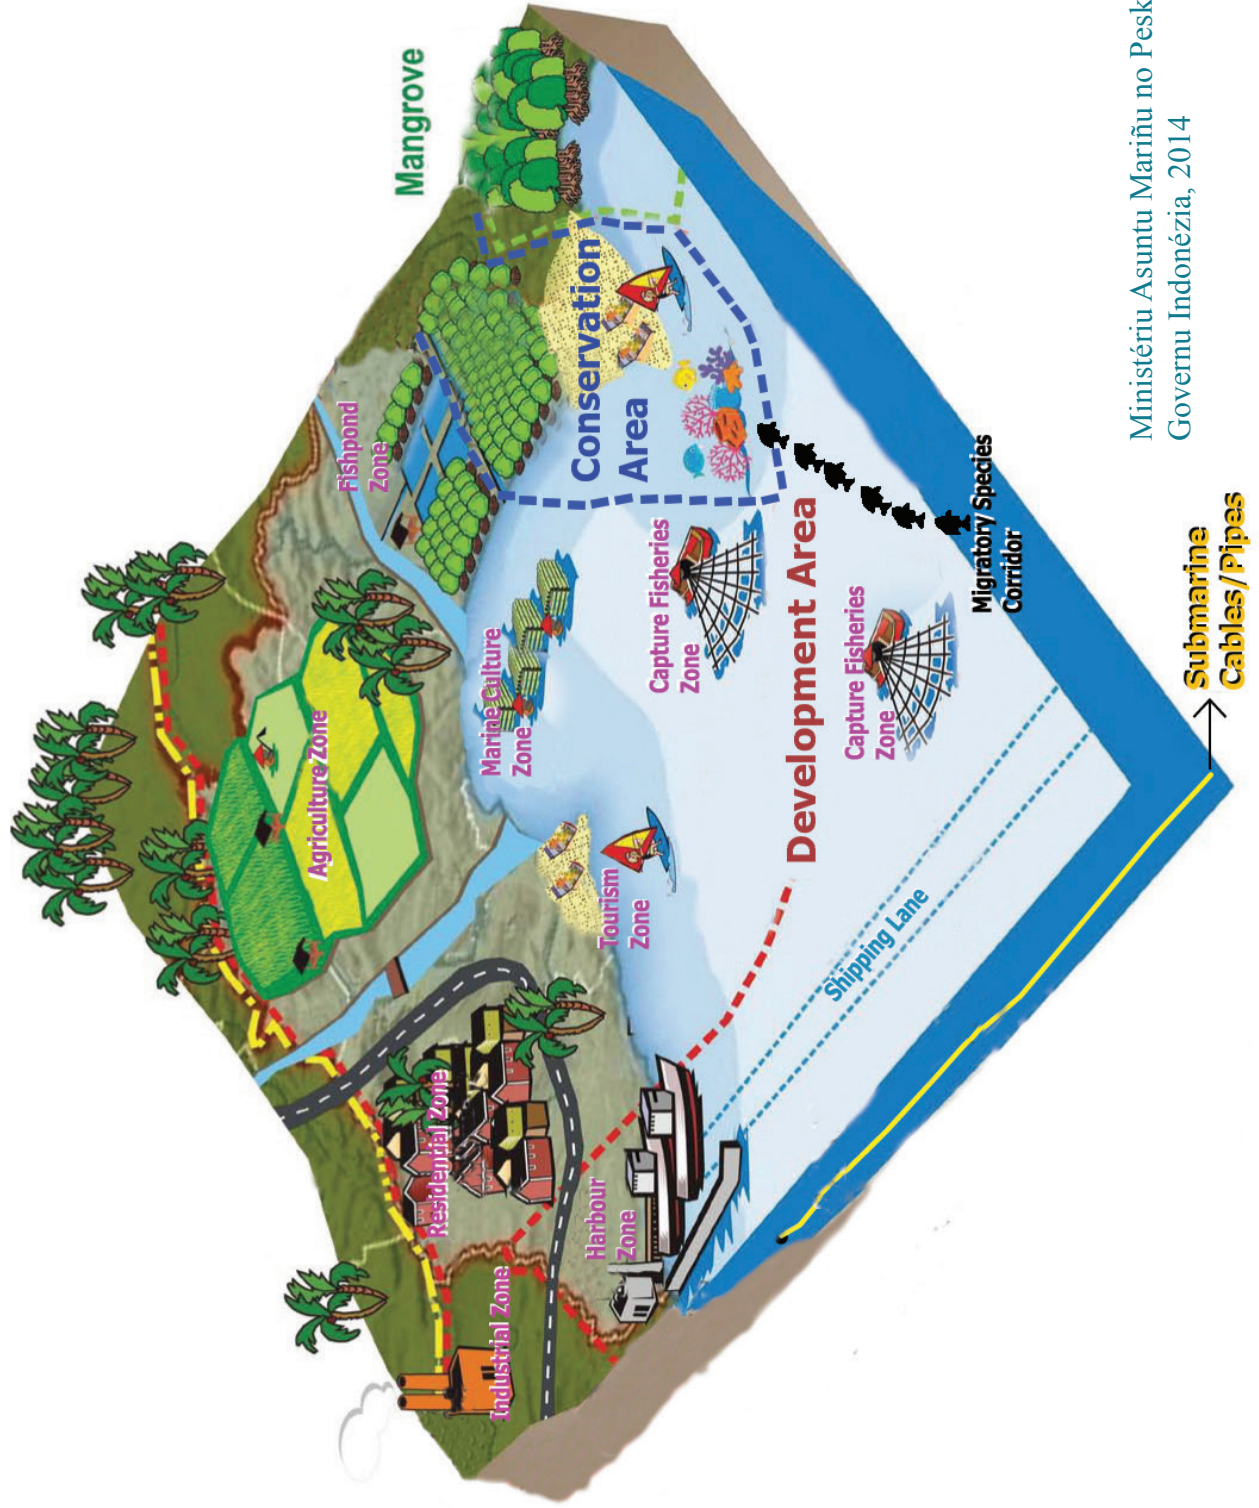 Agriculture Zone
Fishpond
Zone
Mangrove
Residential Zone
Industrial Zone
Marine Culture
Zone
Conservation
Area
Harbour
Zone
Tourism
Zone
Capture Fisheries
Zone
Development Area
Capture Fisheries
Zone
Shipping Lane
Migratory Species
Corridor
Submarine
Cables/Pipes
Ministériu Asuntu Mariñu no Pesk
Governu Indonézia, 2014